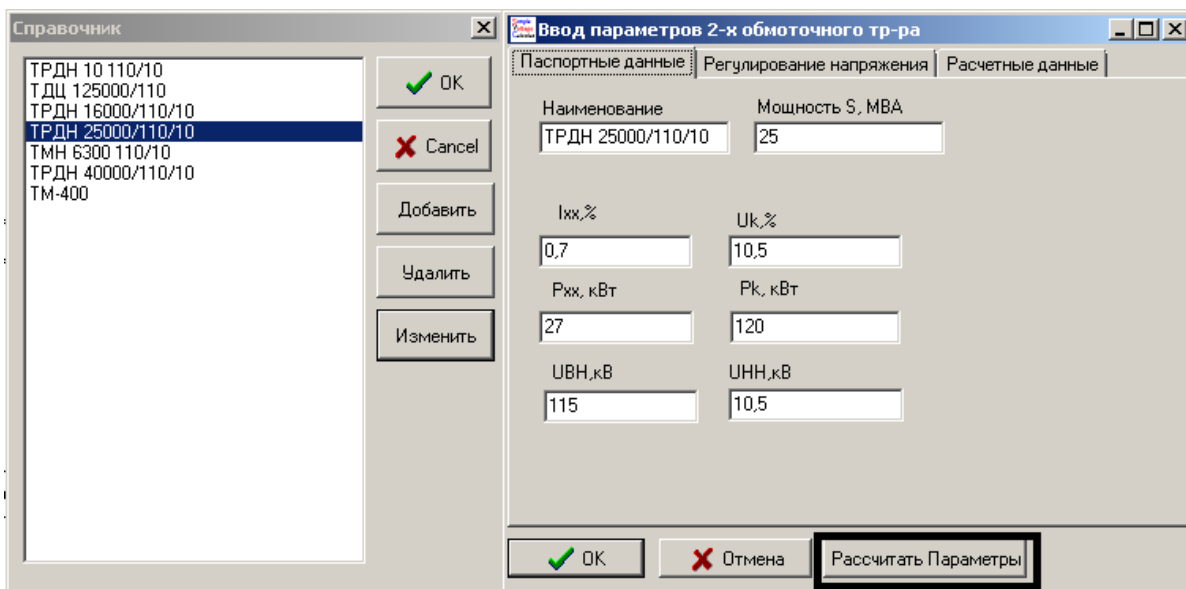 Справочник
ТРДН 10 110/10
ТДЦ 125000/110
ТРДН 16000/110/10
ТРДН 25000/110/10
ТМН 6300 110/10
ТРДН 40000/110/10
ТМ-400
OK
Cancel
Добавить
Удалить
Изменить
Ввод параметров 2-х обмоточного тр-ра
Паспортные данные
Регулирование напряжения
Расчетные данные
Наименование
Мощность S, МВА
ТРДН 25000/110/10
25
Ixx,%
Uk,%
0,7
10,5
Pxx, кВт
Pk, кВт
27
120
UВН,кВ
UНН,кВ
115
10,5
OK
Отмена
Рассчитать Параметры